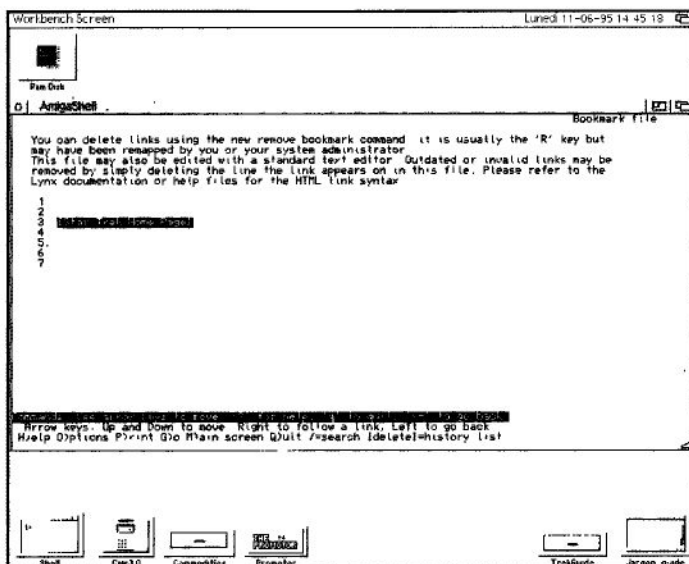 Workbench Screen Lunedì 11-06-95 14 45 18
Ram Disk
AmigaShell
Bookmark file
You can delete links using the new remove bookmark command it is usually the 'R' key but
may have been remapped by you or your system administrator
This file may also be edited with a standard text editor Outdated or invalid links may be
removed by simply deleting the line the link appears on in this file. Please refer to the
Lynx documentation or help files for the HTML link syntax
1
2
3
4
5.
6
7
Arrow keys. Up and Down to move Right to follow a link, Left to go back
H)elp O)ptions P)rint G)o M)ain screen Q)uit /=search [delete]=history list
Shell Commodities Promotor TrekGuide Jargon guide